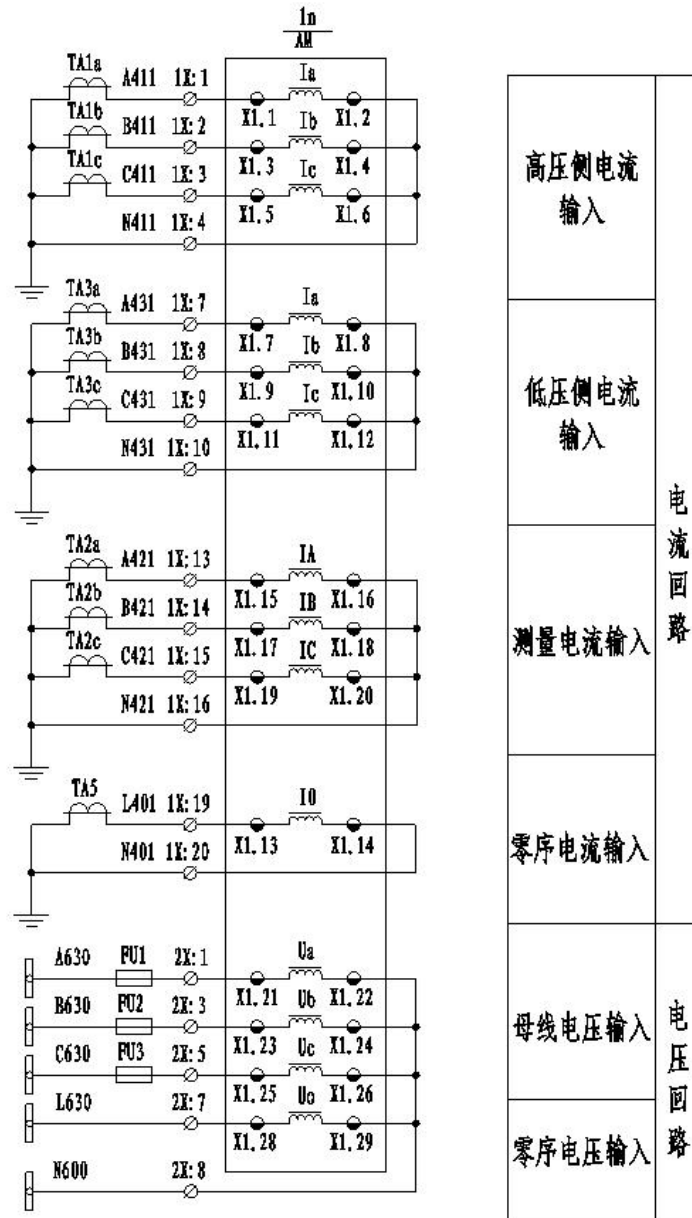 1n
AM
TA1a A411 1X:1 Ia
X1.1 X1.2
TA1b B411 1X:2 Ib
X1.3 X1.4
TA1c C411 1X:3 Ic
X1.5 X1.6
N411 1X:4
高压侧电流
输入
TA3a A431 1X:7 Ia
X1.7 X1.8
TA3b B431 1X:8 Ib
X1.9 X1.10
TA3c C431 1X:9 Ic
X1.11 X1.12
N431 1X:10
低压侧电流
输入
TA2a A421 1X:13 IA
X1.15 X1.16
TA2b B421 1X:14 IB
X1.17 X1.18
TA2c C421 1X:15 IC
X1.19 X1.20
N421 1X:16
测量电流输入
TA5 L401 1X:19 I0
X1.13 X1.14
N401 1X:20
零序电流输入
电流回路
A630 FU1 2X:1 Ua
X1.21 X1.22
B630 FU2 2X:3 Ub
X1.23 X1.24
C630 FU3 2X:5 Uc
X1.25 X1.26
L630 2X:7 Uo
X1.28 X1.29
N600 2X:8
母线电压输入
零序电压输入
电压回路